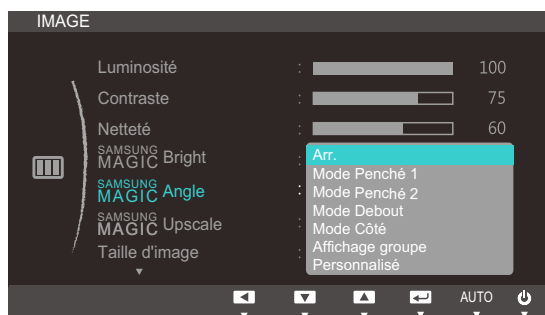 IMAGE
Luminosité : 100
Contraste : 75
Netteté : 60
SAMSUNG
MAGIC Bright :
SAMSUNG
MAGIC Angle :
SAMSUNG
MAGIC Upscale :
Taille d'image :
Arr.
Mode Penché 1
Mode Penché 2
Mode Debout
Mode Côté
Affichage groupe
Personnalisé
AUTO